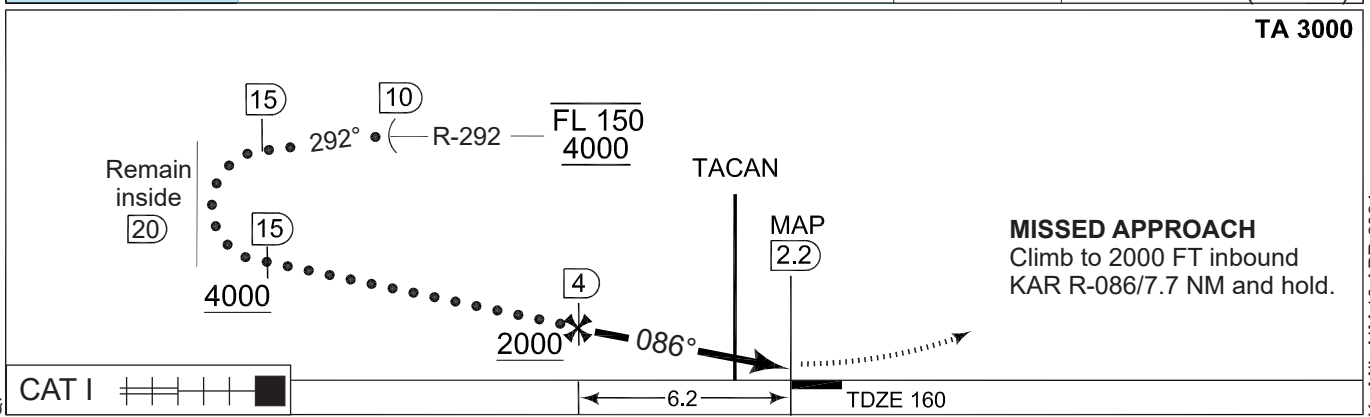 TA 3000
15
10
292°
R-292
FL 150
4000
Remain
inside
20
15
4000
TACAN
MAP
2.2
MISSED APPROACH
Climb to 2000 FT inbound
KAR R-086/7.7 NM and hold.
4
2000
086°
CAT I
6.2
TDZE 160